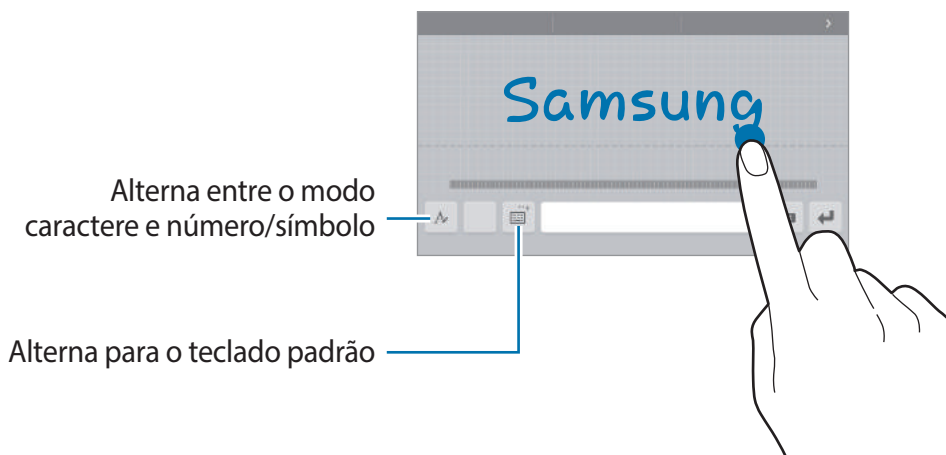 Samsung
Alterna entre o modo
caractere e número/símbolo
Alterna para o teclado padrão